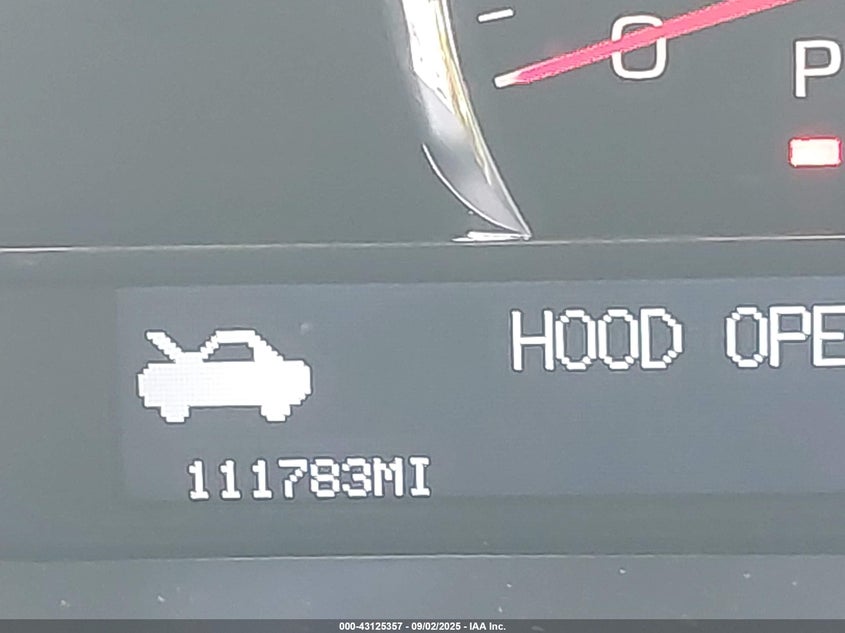 0
P
HOOD OPE
111783MI
000-43125357 - 09/02/2025 - IAA Inc.